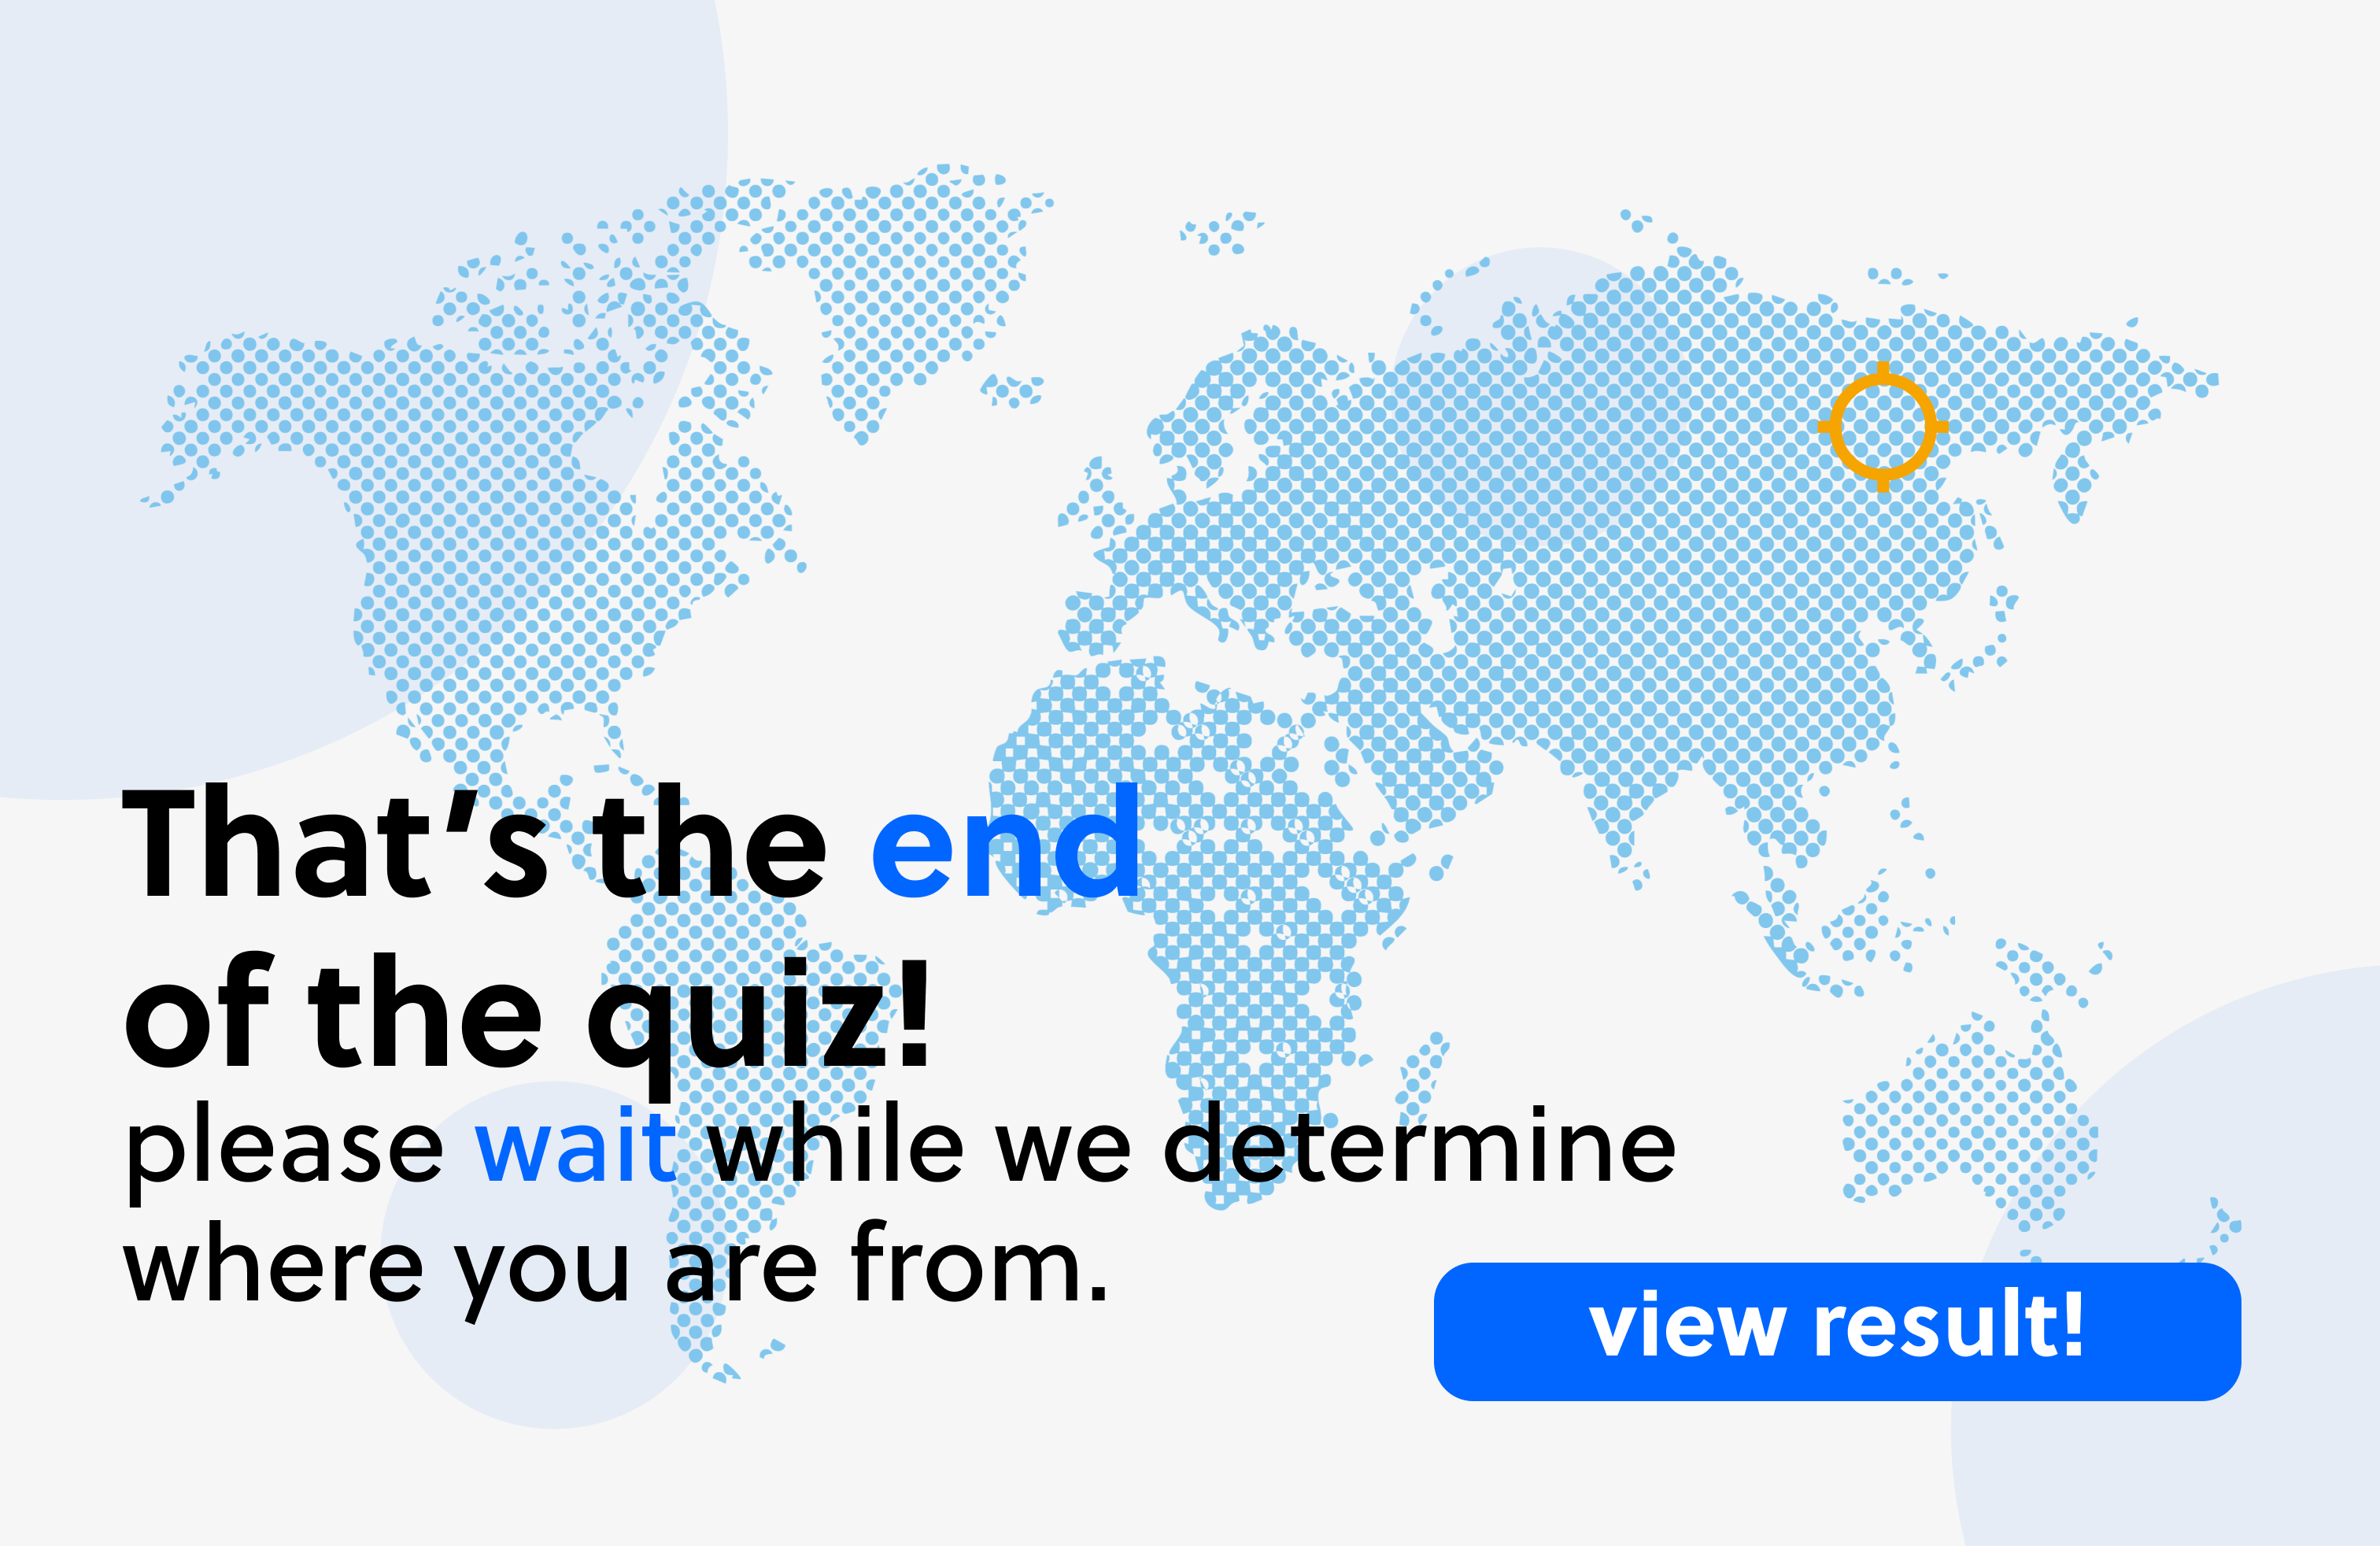 That's the end
of the quiz!
please wait while we determine
where you are from.
view result!